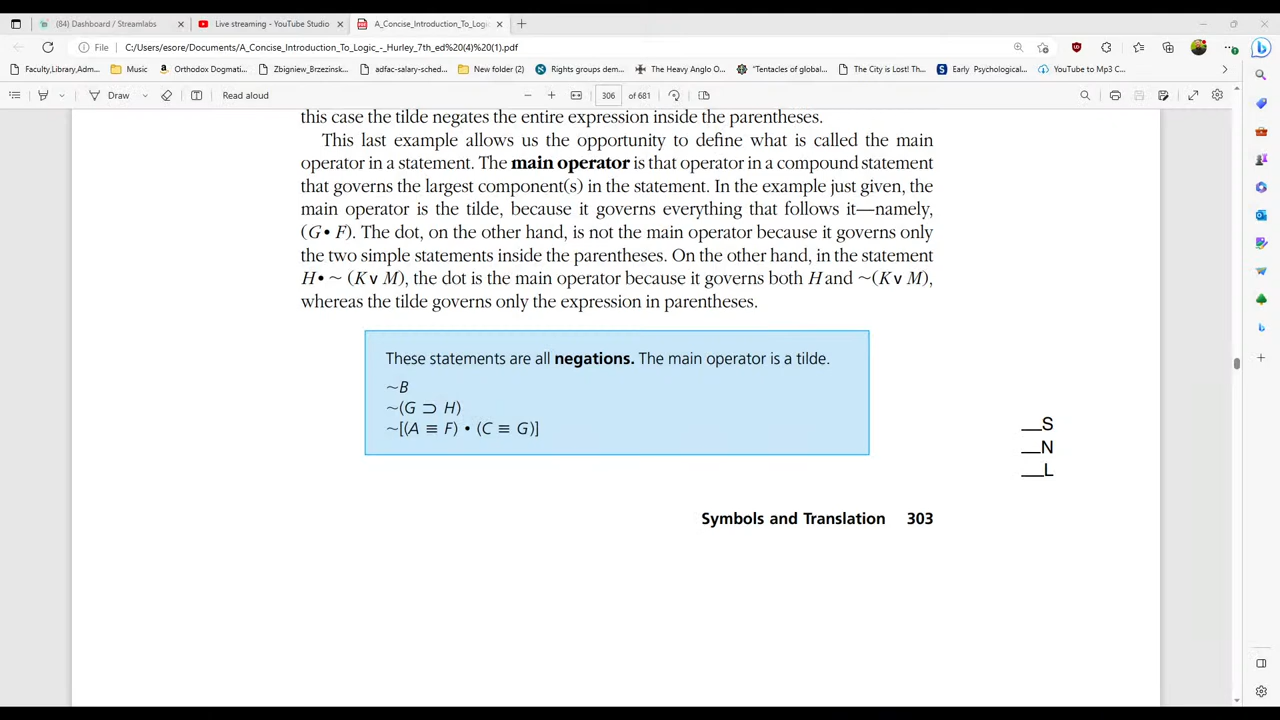 (84) Dashboard / Streamlabs
Live streaming - YouTube Studio
A_Concise_Introduction_To_Logic
File
C:/Users/esore/Documents/A_Concise_Introduction_To_Logic_-_Hurley_7th_ed%20(4)%20(1).pdf
Faculty,Library,Adm...
Music
Orthodox Dogmati...
Zbigniew_Brzezinsk...
adfac-salary-sched...
New folder (2)
Rights groups dem...
The Heavy Anglo O...
"Tentacles of global...
The City is Lost! Th...
Early Psychological...
YouTube to Mp3 C...
Draw
Read aloud
306 of 681
this case the tilde negates the entire expression inside the parentheses.
This last example allows us the opportunity to define what is called the main
operator in a statement. The main operator is that operator in a compound statement
that governs the largest component(s) in the statement. In the example just given, the
main operator is the tilde, because it governs everything that follows it—namely,
(G • F). The dot, on the other hand, is not the main operator because it governs only
the two simple statements inside the parentheses. On the other hand, in the statement
H • ~ (K v M), the dot is the main operator because it governs both H and ~(K v M),
whereas the tilde governs only the expression in parentheses.
These statements are all negations. The main operator is a tilde.
~B
~(G ⊃ H)
~[(A ≡ F) • (C ≡ G)]
__S
__N
__L
Symbols and Translation 303